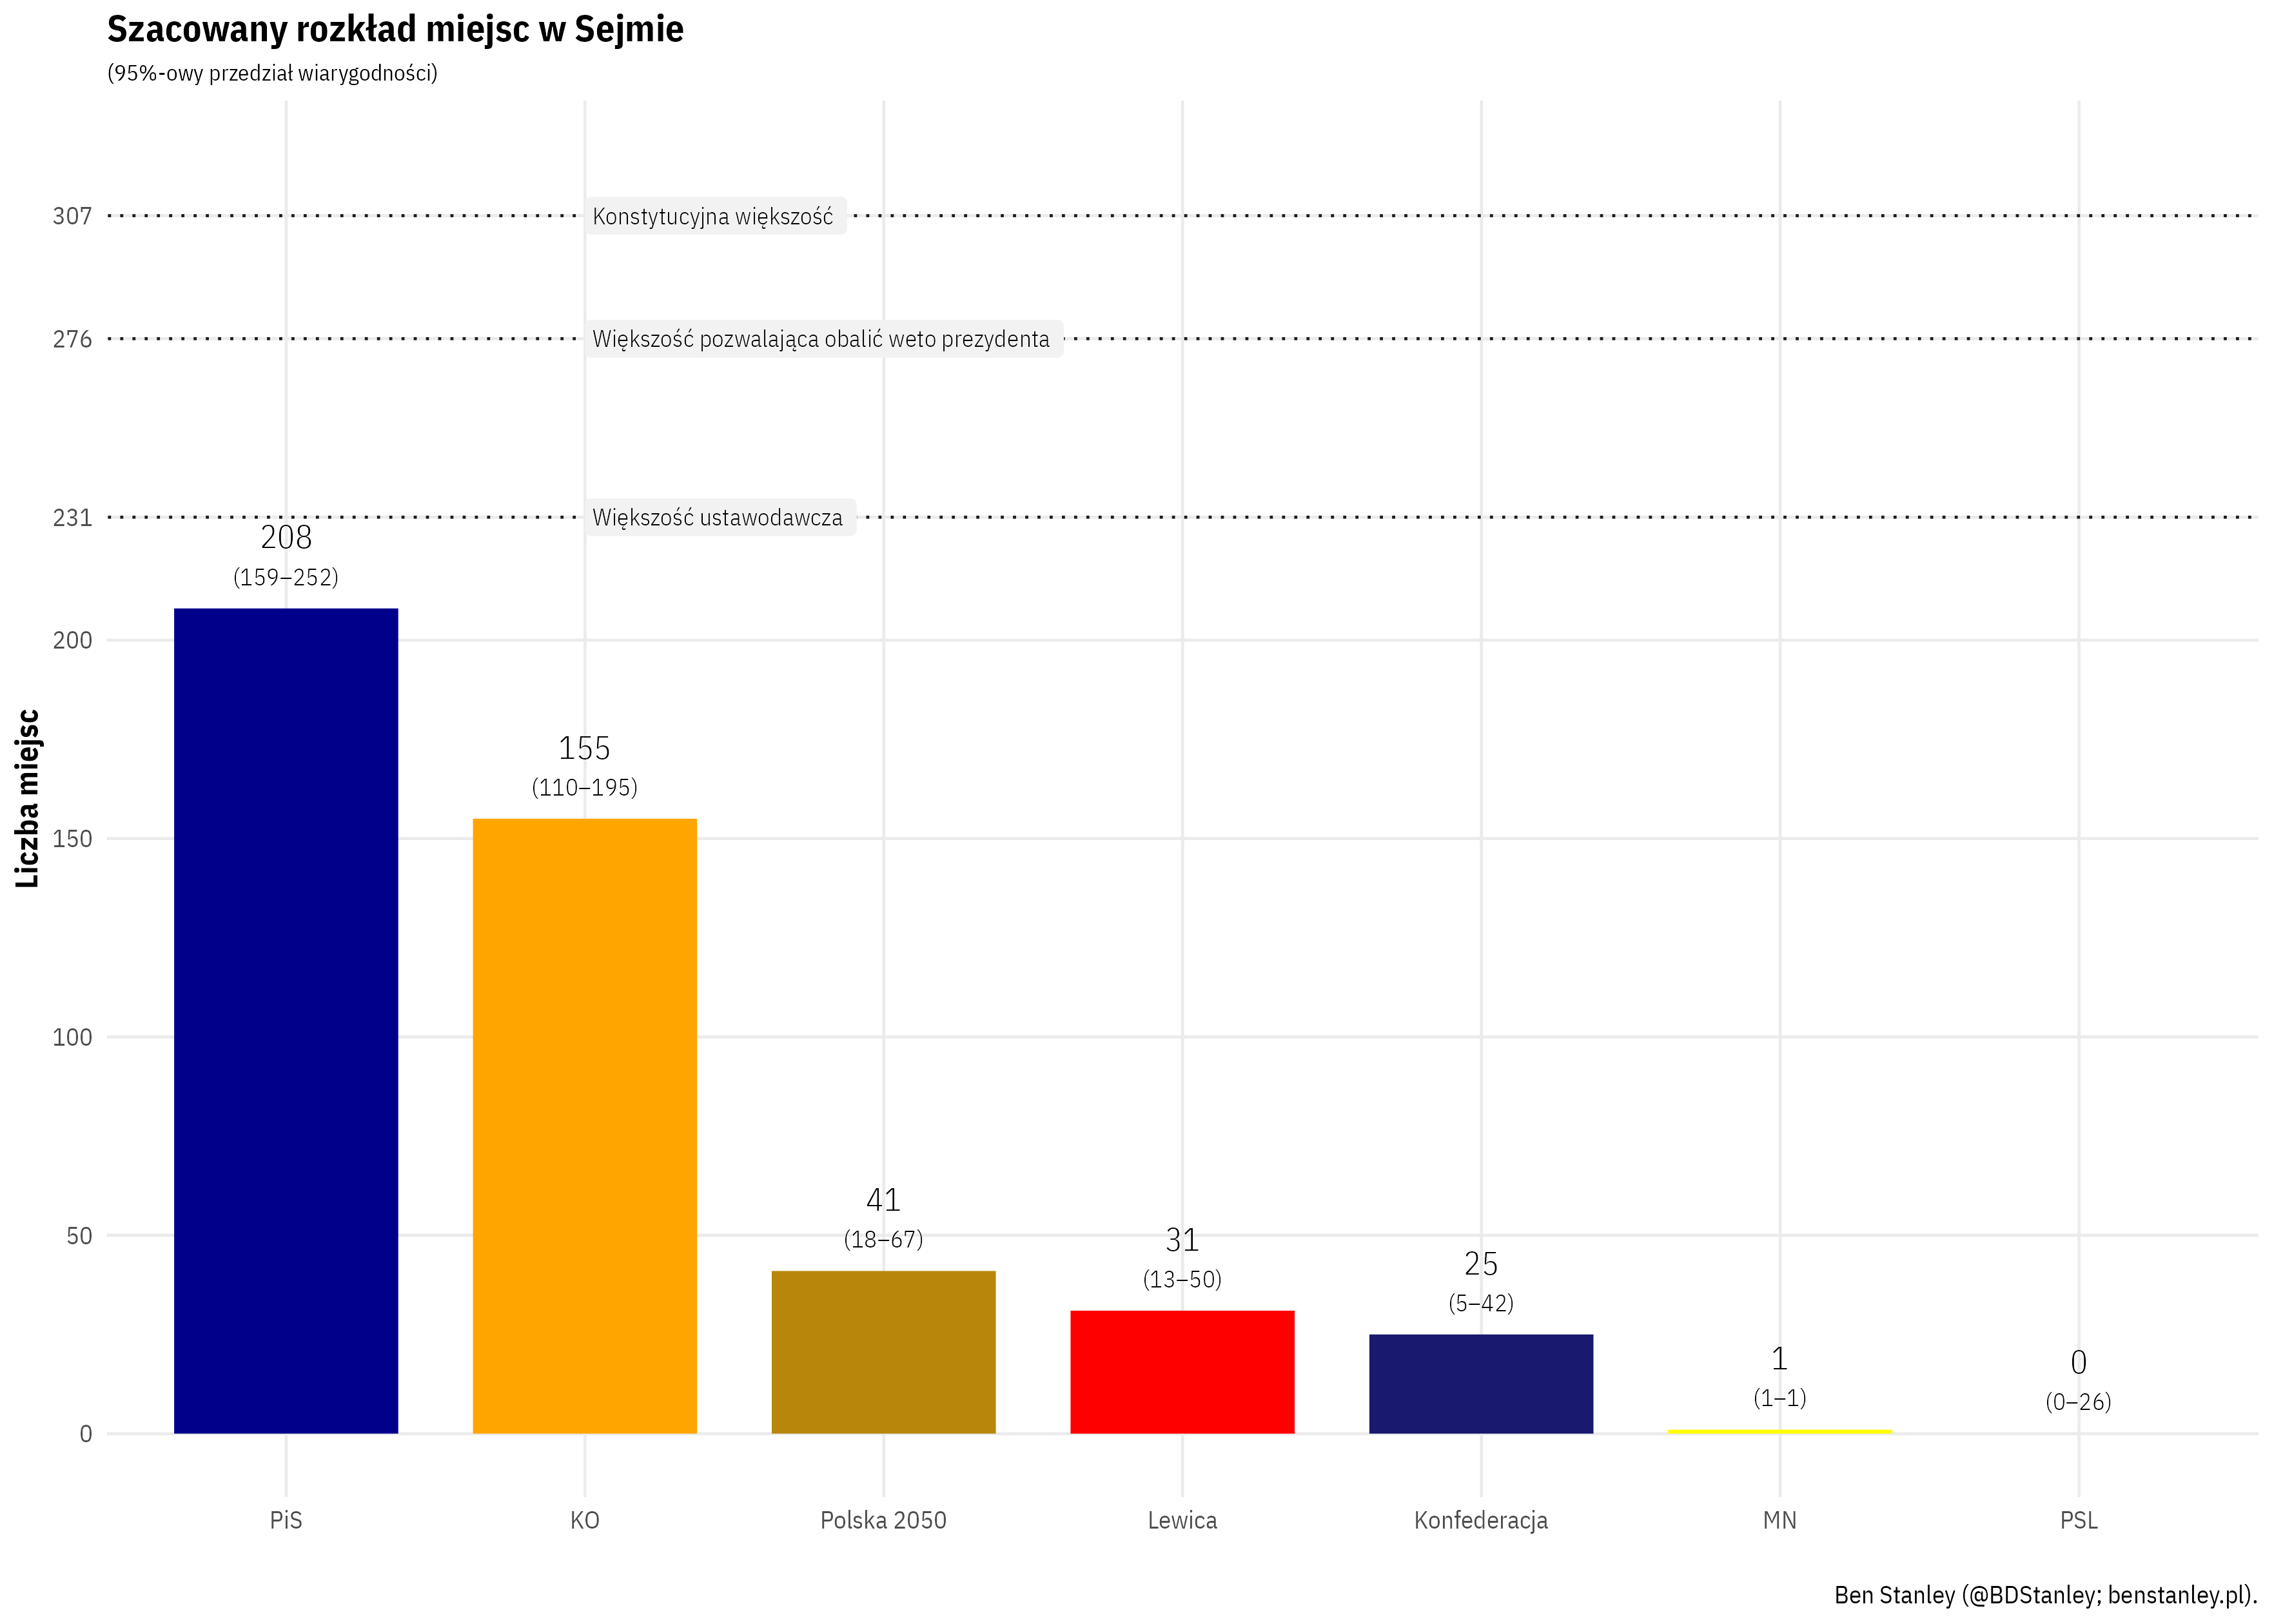 Szacowany rozkład miejsc w Sejmie
(95%-owy przedział wiarygodności)
307
Konstytucyjna większość
276
Większość pozwalająca obalić weto prezydenta
231
Większość ustawodawcza
208
(159–252)
200
155
(110–195)
150
Liczba miejsc
100
41
(18–67)
50
31
(13–50)
25
(5–42)
1
(1–1)
0
(0–26)
0
PiS KO Polska 2050 Lewica Konfederacja MN PSL
Ben Stanley (@BDStanley; benstanley.pl).